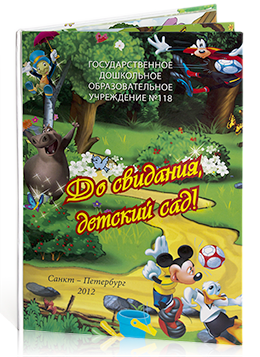 ГОСУДАРСТВЕННОЕ
ДОШКОЛЬНОЕ
ОБРАЗОВАТЕЛЬНОЕ
УЧРЕЖДЕНИЕ №118
До свидания,
детский сад!
Санкт – Петербург
2012